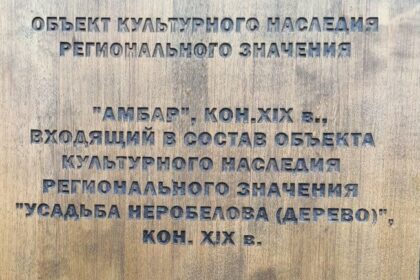 ОБЪЕКТ КУЛЬТУРНОГО НАСЛЕДИЯ
РЕГИОНАЛЬНОГО ЗНАЧЕНИЯ
"АМБАР", КОН.XIX в.,
ВХОДЯЩИЙ В СОСТАВ ОБЪЕКТА
КУЛЬТУРНОГО НАСЛЕДИЯ
РЕГИОНАЛЬНОГО ЗНАЧЕНИЯ
"УСАДЬБА НЕРОБЕЛОВА (ДЕРЕВО)",
КОН. XIX в.